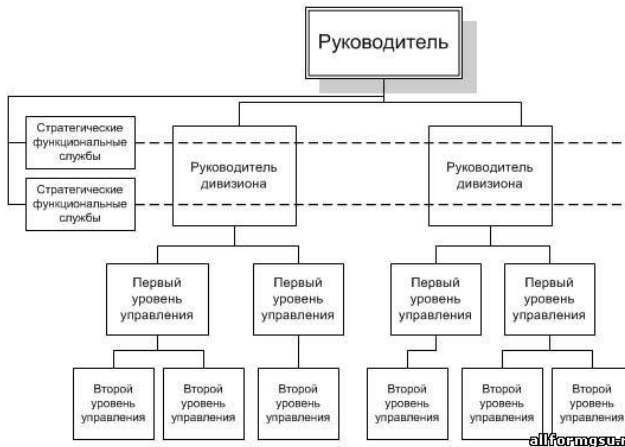 Руководитель
Стратегические
функциональные
службы
Стратегические
функциональные
службы
Руководитель
дивизиона
Руководитель
дивизиона
Первый
уровень
управления
Первый
уровень
управления
Первый
уровень
управления
Первый
уровень
управления
Второй
уровень
управления
Второй
уровень
управления
Второй
уровень
управления
Второй
уровень
управления
Второй
уровень
управления
Второй
уровень
управления
allformgsu.r